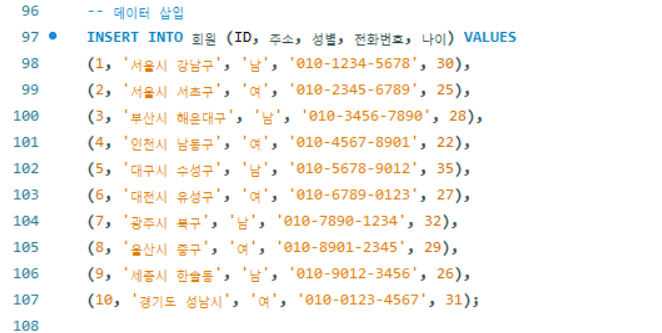 96 -- 데이터 삽입
97 INSERT INTO 회원 (ID, 주소, 성별, 전화번호, 나이) VALUES
98 (1, '서울시 강남구', '남', '010-1234-5678', 30),
99 (2, '서울시 서초구', '여', '010-2345-6789', 25),
100 (3, '부산시 해운대구', '남', '010-3456-7890', 28),
101 (4, '인천시 남동구', '여', '010-4567-8901', 22),
102 (5, '대구시 수성구', '남', '010-5678-9012', 35),
103 (6, '대전시 유성구', '여', '010-6789-0123', 27),
104 (7, '광주시 북구', '남', '010-7890-1234', 32),
105 (8, '울산시 중구', '여', '010-8901-2345', 29),
106 (9, '세종시 한솔동', '남', '010-9012-3456', 26),
107 (10, '경기도 성남시', '여', '010-0123-4567', 31);
108